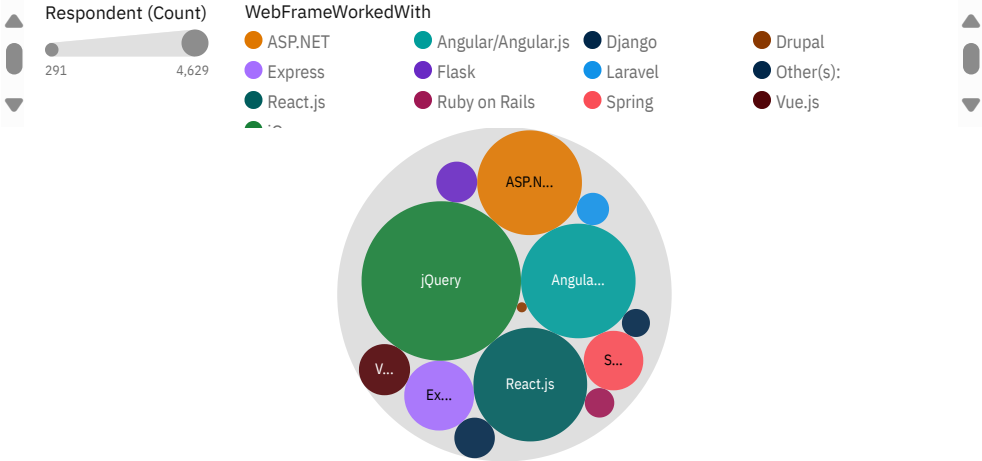 Respondent (Count)
291
4,629
WebFrameWorkedWith
ASP.NET
Angular/Angular.js
Django
Drupal
Express
Flask
Laravel
Other(s):
React.js
Ruby on Rails
Spring
Vue.js
ASP.N...
jQuery
Angula...
V...
Ex...
React.js
S...